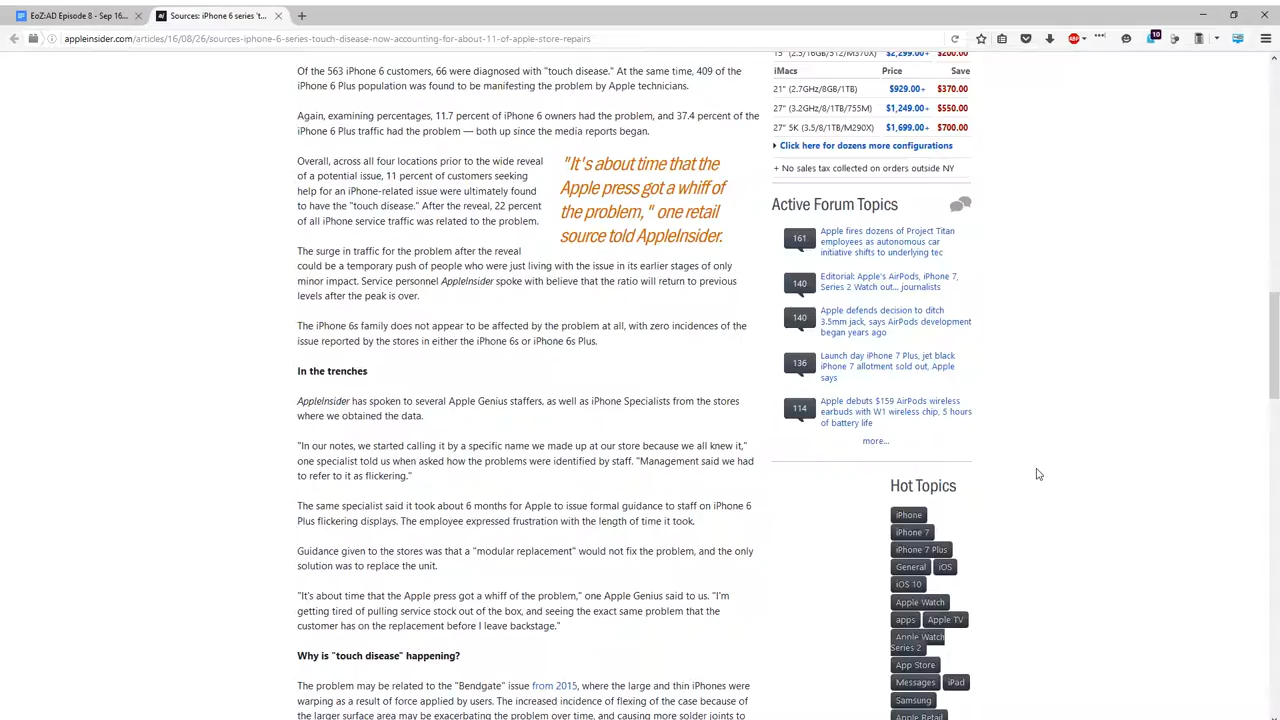 EoZ:AD Episode 8 - Sep 16...
Sources: iPhone 6 series 't...
appleinsider.com/articles/16/08/26/sources-iphone-6-series-touch-disease-now-accounting-for-about-11-of-apple-store-repairs
10
Of the 563 iPhone 6 customers, 66 were diagnosed with "touch disease." At the same time, 409 of the
iPhone 6 Plus population was found to be manifesting the problem by Apple technicians.
Again, examining percentages, 11.7 percent of iPhone 6 owners had the problem, and 37.4 percent of the
iPhone 6 Plus traffic had the problem — both up since the media reports began.
Overall, across all four locations prior to the wide reveal
of a potential issue, 11 percent of customers seeking
help for an iPhone-related issue were ultimately found
to have the "touch disease." After the reveal, 22 percent
of all iPhone service traffic was related to the problem.
"It's about time that the
Apple press got a whiff of
the problem," one retail
source told AppleInsider.
The surge in traffic for the problem after the reveal
could be a temporary push of people who were just living with the issue in its earlier stages of only
minor impact. Service personnel AppleInsider spoke with believe that the ratio will return to previous
levels after the peak is over.
The iPhone 6s family does not appear to be affected by the problem at all, with zero incidences of the
issue reported by the stores in either the iPhone 6s or iPhone 6s Plus.
In the trenches
AppleInsider has spoken to several Apple Genius staffers, as well as iPhone Specialists from the stores
where we obtained the data.
"In our notes, we started calling it by a specific name we made up at our store because we all knew it,"
one specialist told us when asked how the problems were identified by staff. "Management said we had
to refer to it as flickering."
The same specialist said it took about 6 months for Apple to issue formal guidance to staff on iPhone 6
Plus flickering displays. The employee expressed frustration with the length of time it took.
Guidance given to the stores was that a "modular replacement" would not fix the problem, and the only
solution was to replace the unit.
"It's about time that the Apple press got a whiff of the problem," one Apple Genius said to us. "I'm
getting tired of pulling service stock out of the box, and seeing the exact same problem that the
customer has on the replacement before I leave backstage."
Why is "touch disease" happening?
The problem may be related to the "Bendgate" issue from 2015, where the large and thin iPhones were
warping as a result of force applied by users. The increased incidence of flexing of the case because of
the larger surface area may be exacerbating the problem over time, and causing more solder joints to
15" (2.5/16GB/512/M370X) $2,299.00+ $200.00
iMacs Price Save
21" (2.7GHz/8GB/1TB) $929.00+ $370.00
27" (3.2GHz/8/1TB/755M) $1,249.00+ $550.00
27" 5K (3.5/8/1TB/M290X) $1,699.00+ $700.00
Click here for dozens more configurations
+ No sales tax collected on orders outside NY
Active Forum Topics
161
Apple fires dozens of Project Titan
employees as autonomous car
initiative shifts to underlying tec
140
Editorial: Apple's AirPods, iPhone 7,
Series 2 Watch out... journalists
140
Apple defends decision to ditch
3.5mm jack, says AirPods development
began years ago
136
Launch day iPhone 7 Plus, jet black
iPhone 7 allotment sold out, Apple
says
114
Apple debuts $159 AirPods wireless
earbuds with W1 wireless chip, 5 hours
of battery life
more...
Hot Topics
iPhone
iPhone 7
iPhone 7 Plus
General iOS
iOS 10
Apple Watch
apps Apple TV
Apple Watch
Series 2
App Store
Messages iPad
Samsung
Apple Retail